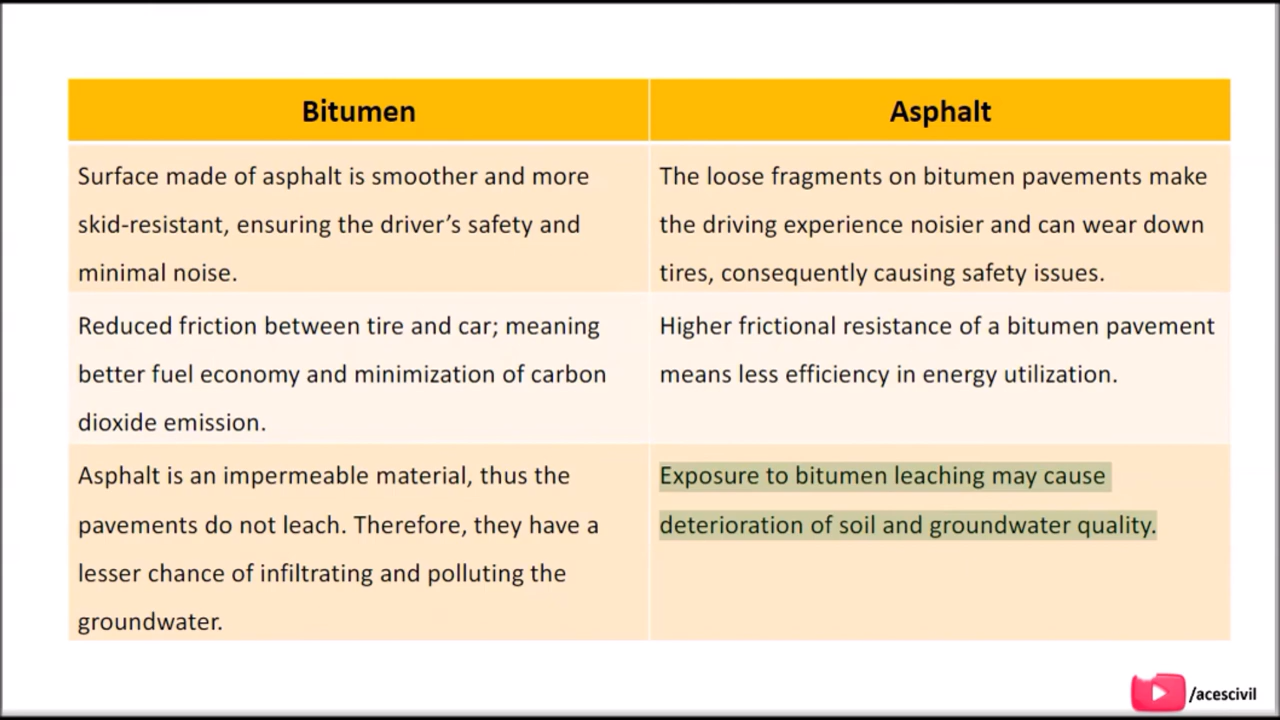 Bitumen
Asphalt
Surface made of asphalt is smoother and more
skid-resistant, ensuring the driver's safety and
minimal noise.
The loose fragments on bitumen pavements make
the driving experience noisier and can wear down
tires, consequently causing safety issues.
Reduced friction between tire and car; meaning
better fuel economy and minimization of carbon
dioxide emission.
Higher frictional resistance of a bitumen pavement
means less efficiency in energy utilization.
Asphalt is an impermeable material, thus the
pavements do not leach. Therefore, they have a
lesser chance of infiltrating and polluting the
groundwater.
Exposure to bitumen leaching may cause
deterioration of soil and groundwater quality.
/acescivil